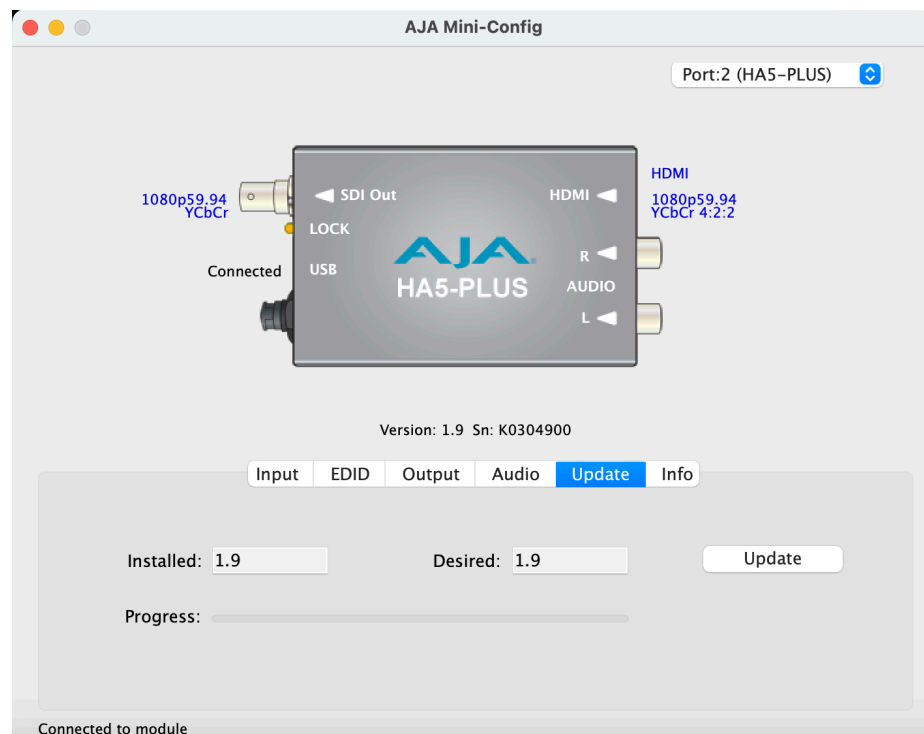 AJA Mini-Config
Port:2 (HA5-PLUS)
HDMI
1080p59.94
YCbCr 4:2:2
1080p59.94
YCbCr
SDI Out
HDMI
LOCK
Connected
USB
AJA
HA5-PLUS
R
AUDIO
L
Version: 1.9 Sn: K0304900
Input EDID Output Audio Update Info
Installed: 1.9 Desired: 1.9 Update
Progress:
Connected to module